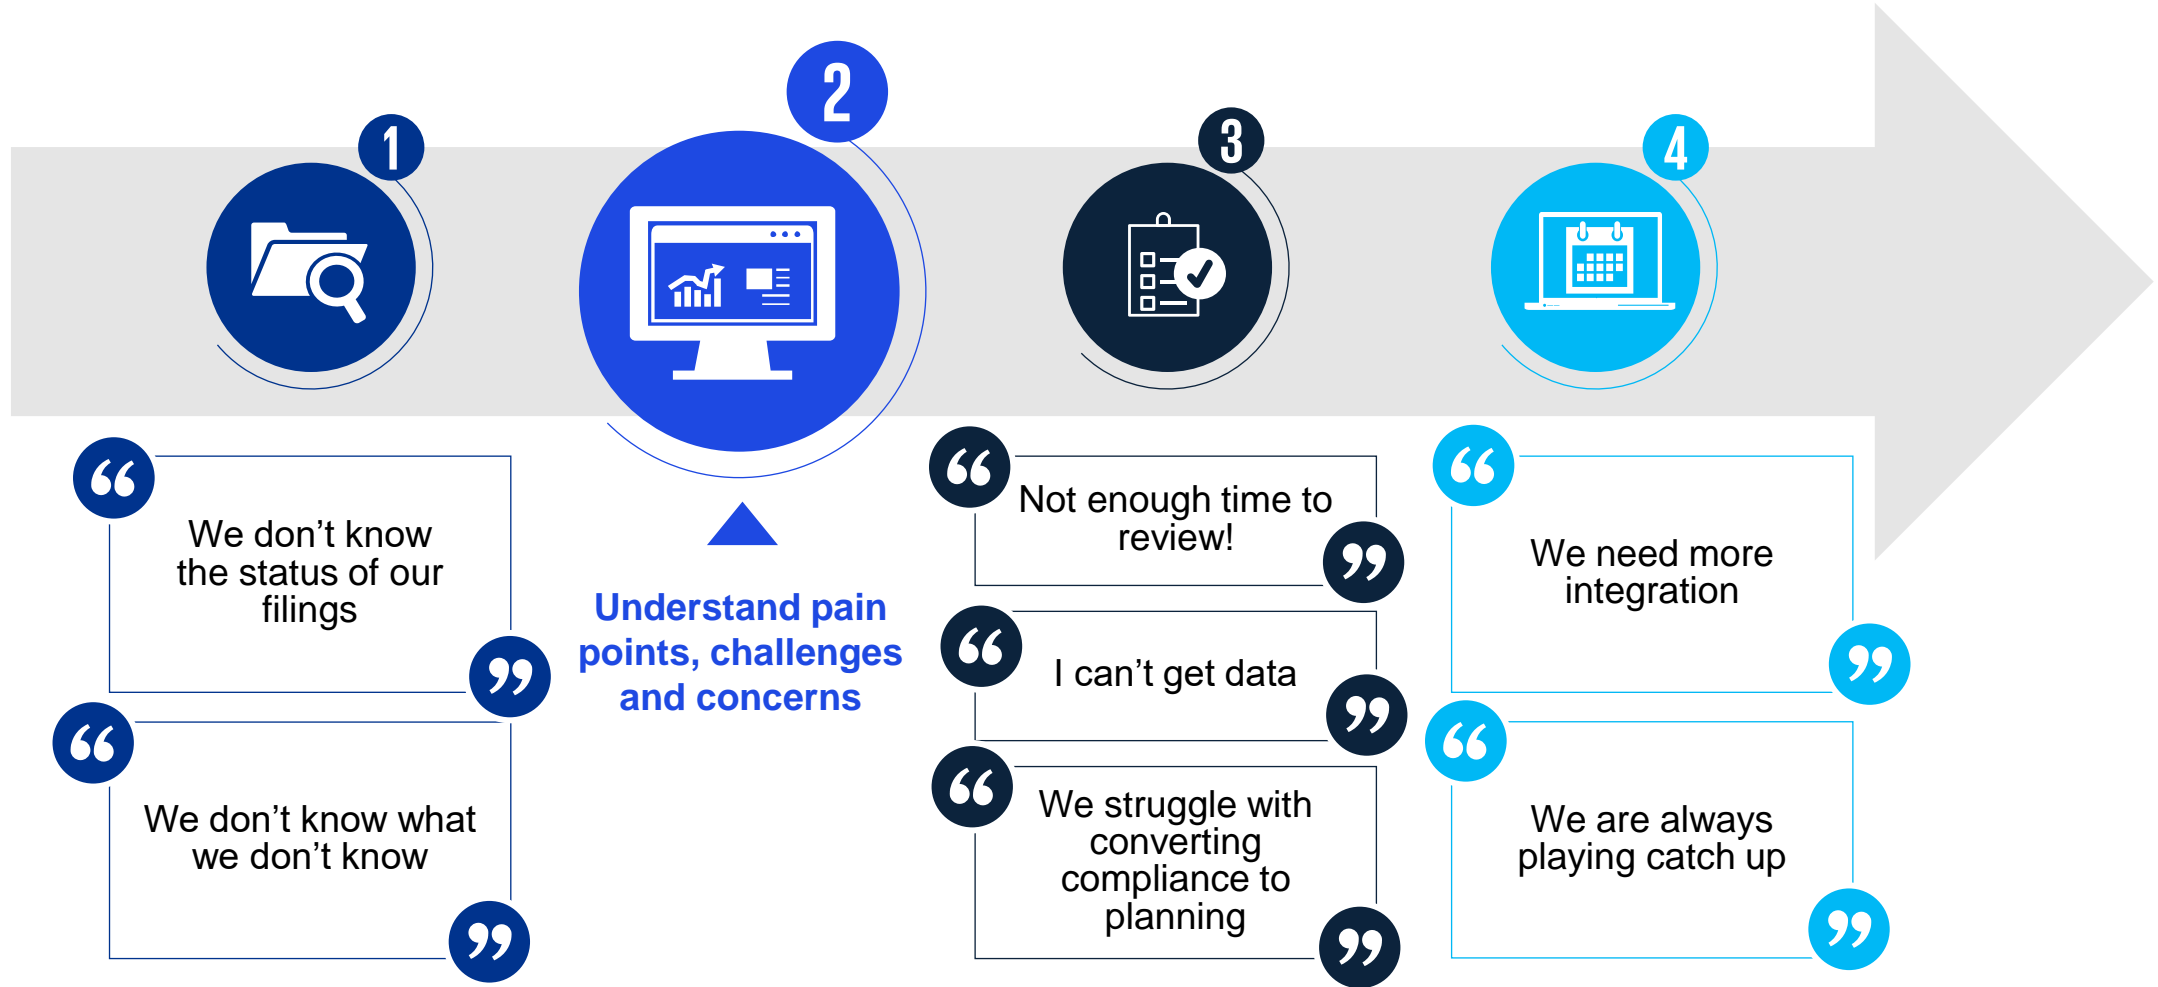 1
2
3
4
“
We don’t know
the status of our
filings
”
“
We don’t know what
we don’t know
”
Understand pain
points, challenges
and concerns
“
Not enough time to
review!
”
“
I can’t get data
”
“
We struggle with
converting
compliance to
planning
”
“
We need more
integration
”
“
We are always
playing catch up
”